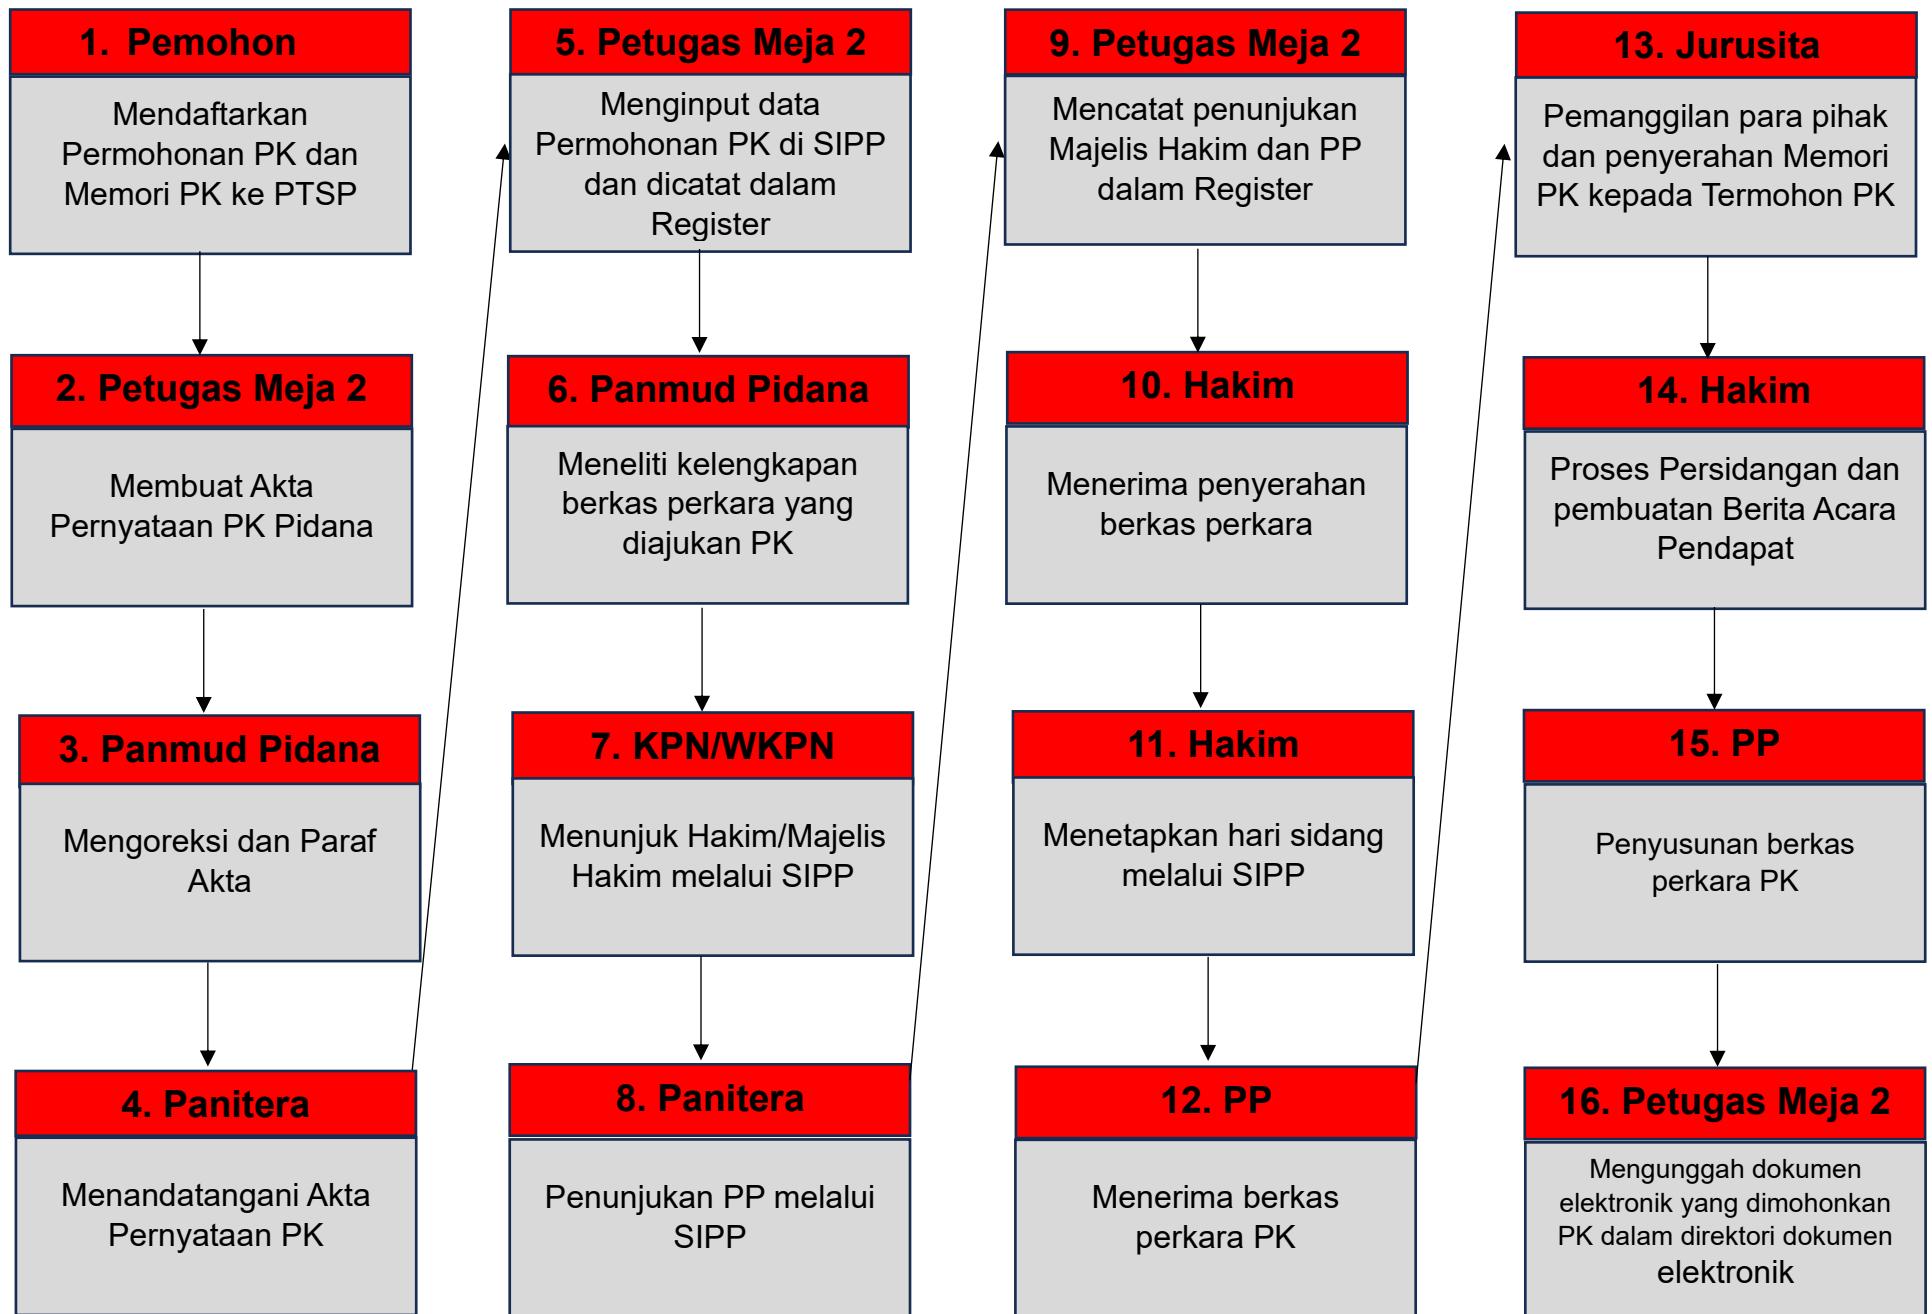 1. Pemohon
Mendaftarkan
Permohonan PK dan
Memori PK ke PTSP
2. Petugas Meja 2
Membuat Akta
Pernyataan PK Pidana
3. Panmud Pidana
Mengoreksi dan Paraf
Akta
4. Panitera
Menandatangani Akta
Pernyataan PK
5. Petugas Meja 2
Menginput data
Permohonan PK di SIPP
dan dicatat dalam
Register
6. Panmud Pidana
Meneliti kelengkapan
berkas perkara yang
diajukan PK
7. KPN/WKPN
Menunjuk Hakim/Majelis
Hakim melalui SIPP
8. Panitera
Penunjukan PP melalui
SIPP
9. Petugas Meja 2
Mencatat penunjukan
Majelis Hakim dan PP
dalam Register
10. Hakim
Menerima penyerahan
berkas perkara
11. Hakim
Menetapkan hari sidang
melalui SIPP
12. PP
Menerima berkas
perkara PK
13. Jurusita
Pemanggilan para pihak
dan penyerahan Memori
PK kepada Termohon PK
14. Hakim
Proses Persidangan dan
pembuatan Berita Acara
Pendapat
15. PP
Penyusunan berkas
perkara PK
16. Petugas Meja 2
Mengunggah dokumen
elektronik yang dimohonkan
PK dalam direktori dokumen
elektronik